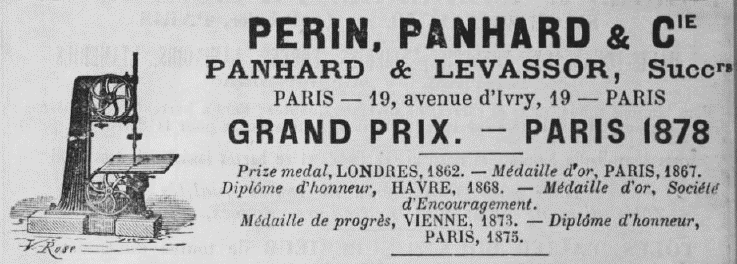 PERIN, PANHARD & CIE
PANHARD & LEVASSOR, Succrs
PARIS — 19, avenue d'Ivry, 19 — PARIS
GRAND PRIX. — PARIS 1878
Prize medal, LONDRES, 1862. — Médaille d'or, PARIS, 1867.
Diplôme d'honneur, HAVRE, 1868. — Médaille d'or, Société
d'Encouragement.
Médaille de progrès, VIENNE, 1873. — Diplôme d'honneur,
PARIS, 1875.
V Rose